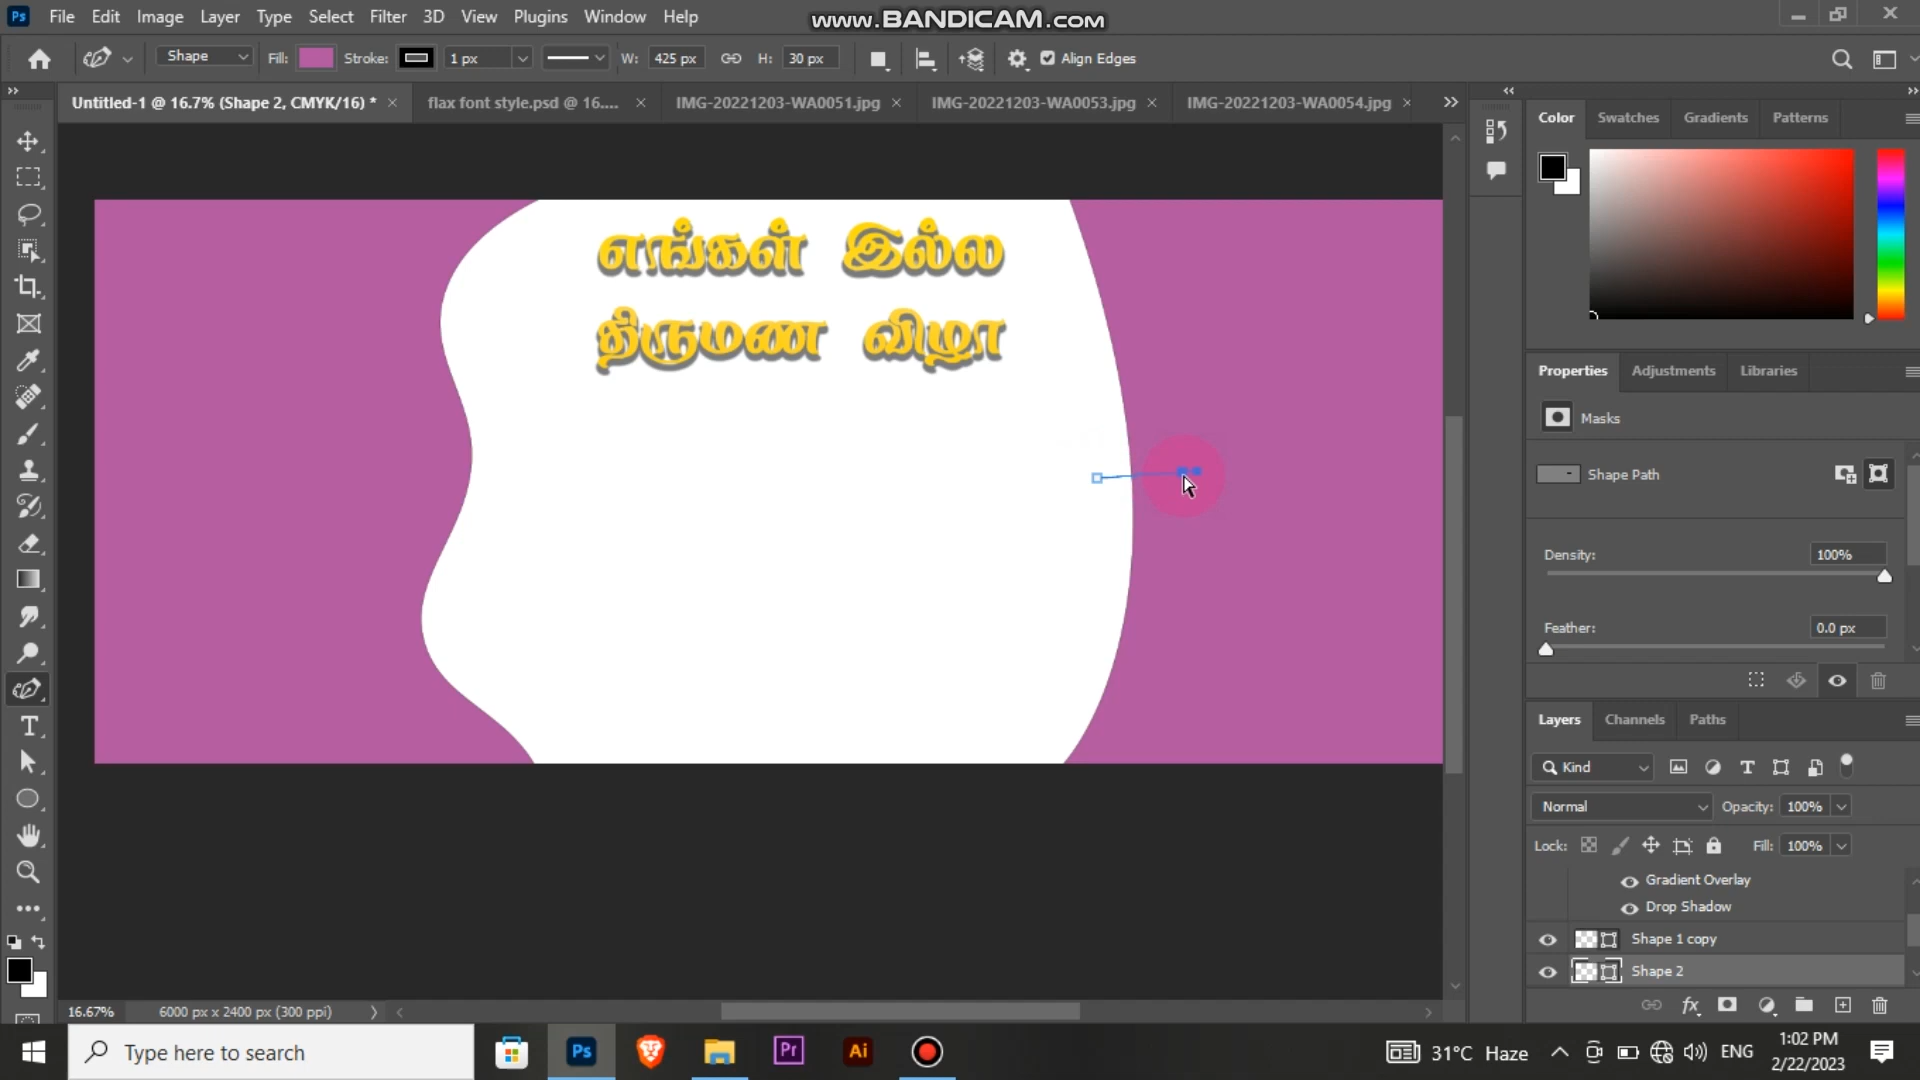 Ps File Edit Image Layer Type Select Filter 3D View Plugins Window Help
www.BANDICAM.com
Shape Fill: Stroke: 1 px W: 425 px H: 30 px Align Edges
Untitled-1 @ 16.7% (Shape 2, CMYK/16) * × flax font style.psd @ 16.... × IMG-20221203-WA0051.jpg × IMG-20221203-WA0053.jpg × IMG-20221203-WA0054.jpg ×
Color Swatches Gradients Patterns
எங்கள் இல்ல
திருமண விழா
Properties Adjustments Libraries
Masks
Shape Path
Density: 100%
Feather: 0.0 px
Layers Channels Paths
Kind
Normal Opacity: 100%
Lock: Fill: 100%
Gradient Overlay
Drop Shadow
Shape 1 copy
Shape 2
16.67% 6000 px x 2400 px (300 ppi)
Type here to search Ps Pr Ai 31°C Haze ENG 1:02 PM
2/22/2023